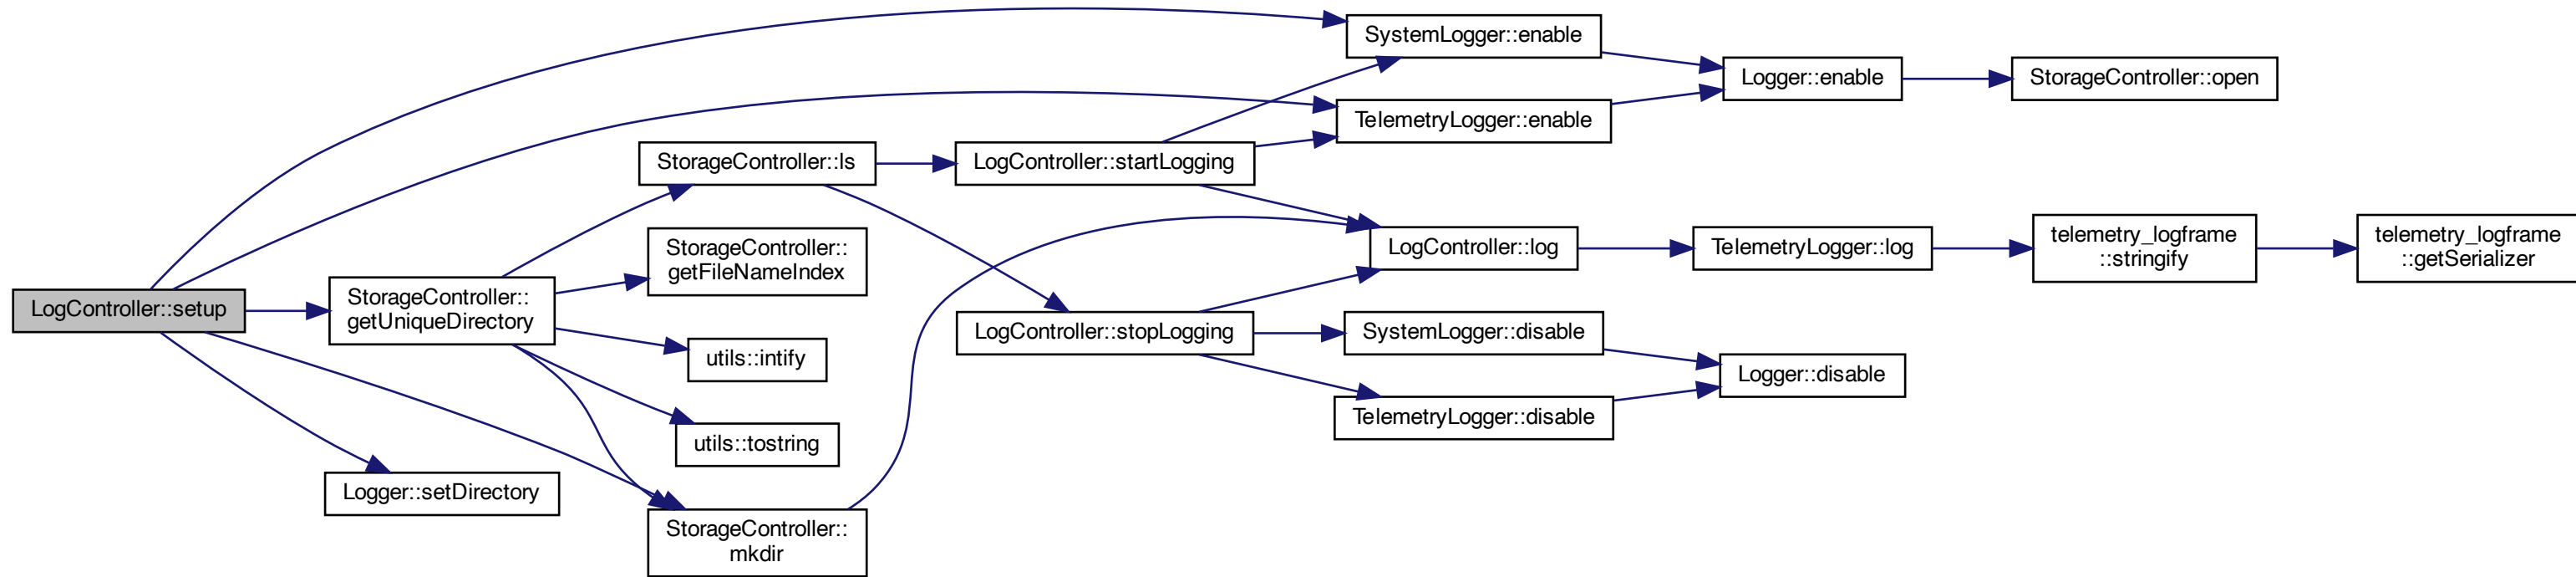 LogController::setup
StorageController::
getUniqueDirectory
Logger::setDirectory
StorageController::ls
StorageController::
getFileNameIndex
utils::intify
utils::tostring
StorageController::
mkdir
LogController::startLogging
LogController::stopLogging
SystemLogger::enable
TelemetryLogger::enable
LogController::log
SystemLogger::disable
TelemetryLogger::disable
Logger::enable
TelemetryLogger::log
Logger::disable
StorageController::open
telemetry_logframe
::stringify
telemetry_logframe
::getSerializer